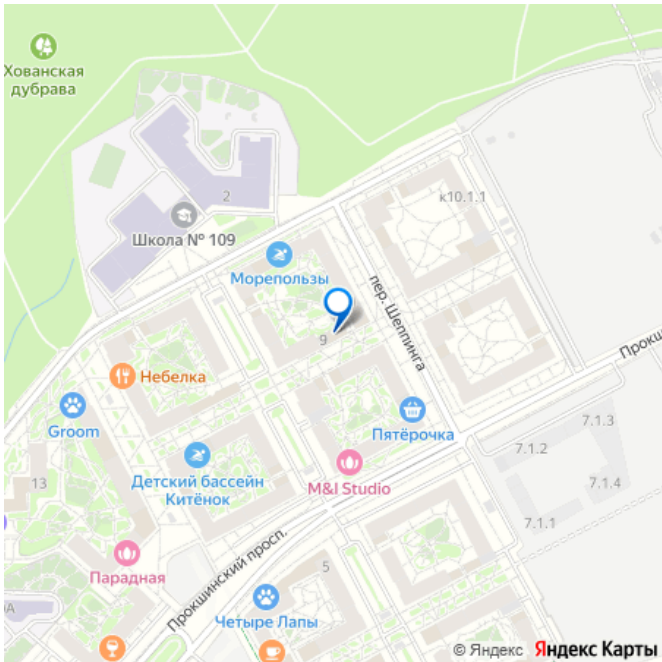 Хованская
дубрава
2
Школа № 109
к10.1.1
Морепользы
пер. Шеппинга
9
Небелка
Прокш
Groom
Пятёрочка
7.1.3
7.1.2
Детский бассейн
Китёнок
13
M&I Studio
7.1.4
7.1.1
Прокшинский просп.
Парадная
5
Четыре Лапы
© Яндекс Яндекс Карты